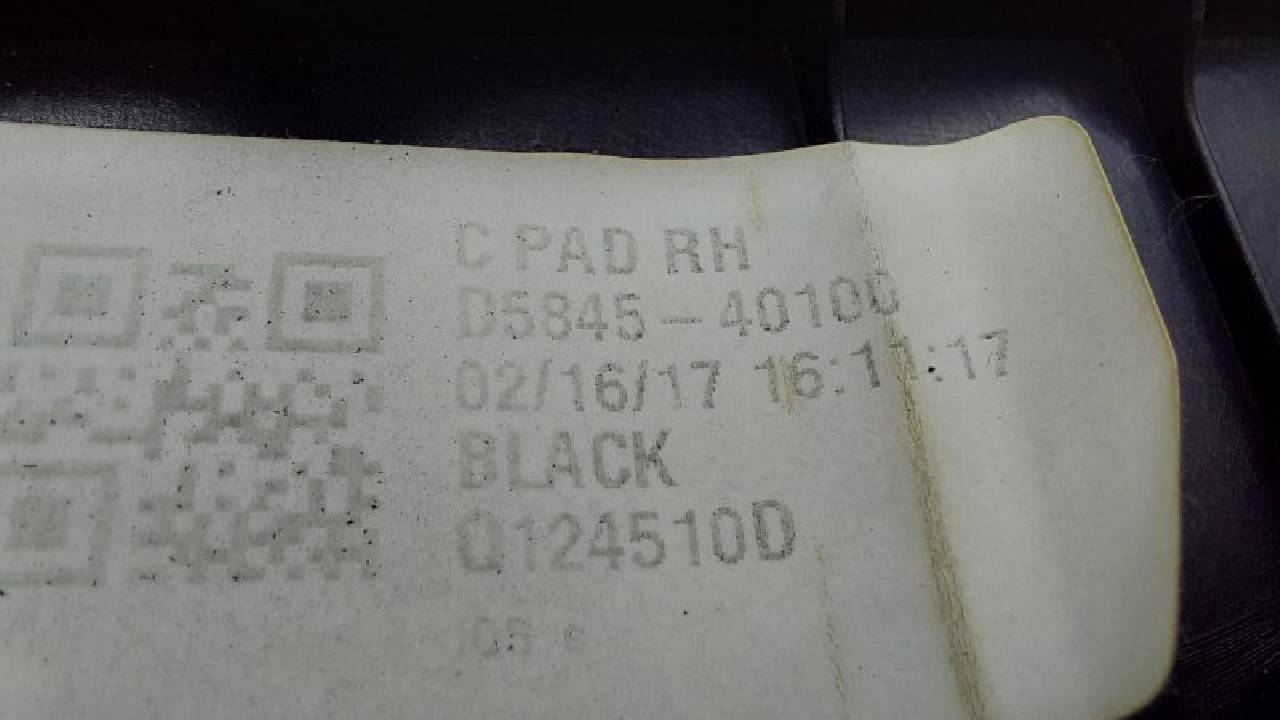 C PAD RH
D5845-40100
02/16/17 16:11:17
BLACK
Q124510D